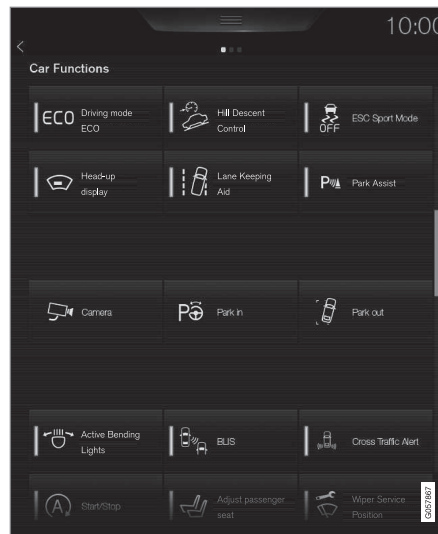 10:00
Car Functions
ECO Driving mode ECO
Hill Descent Control
OFF ESC Sport Mode
Head-up display
Lane Keeping Aid
P Park Assist
Camera
P Park in
Park out
Active Bending Lights
BLIS
Cross Traffic Alert
A Start/Stop
Adjust passenger seat
Wiper Service Position
G057867